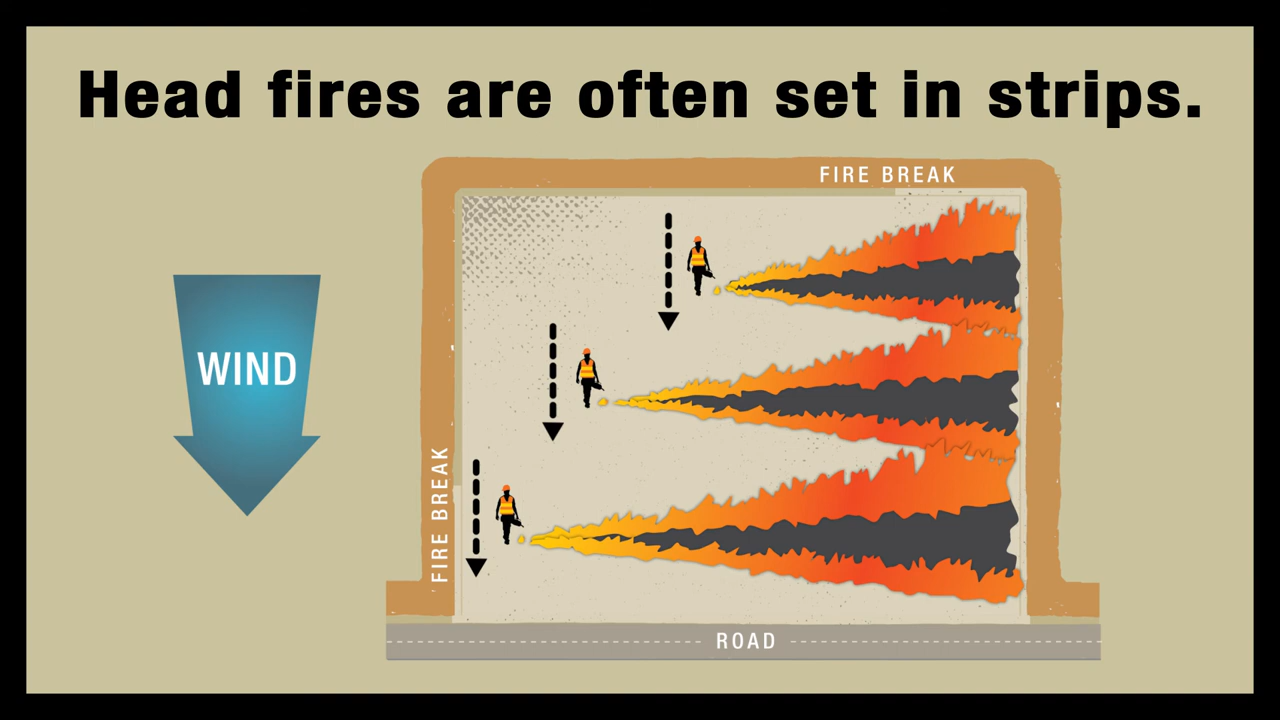 Head fires are often set in strips.
FIRE BREAK
WIND
FIRE BREAK
ROAD